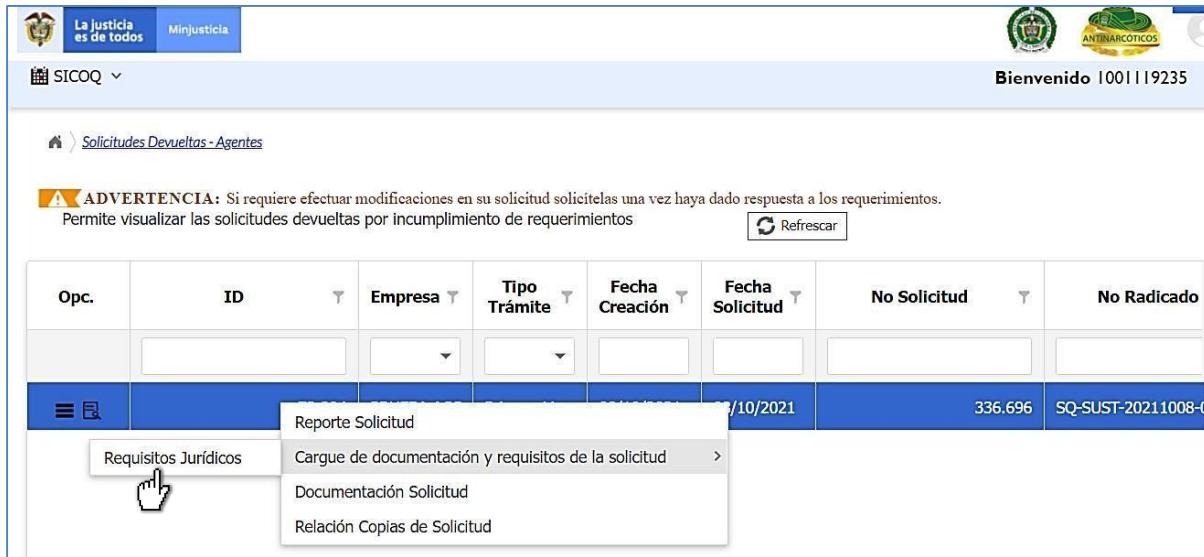 La justicia
es de todos
Minjusticia
ANTINARCÓTICOS
SICOQ
Bienvenido 1001119235
Solicitudes Devueltas - Agentes
ADVERTENCIA: Si requiere efectuar modificaciones en su solicitud solicítelas una vez haya dado respuesta a los requerimientos.
Permite visualizar las solicitudes devueltas por incumplimiento de requerimientos
Refrescar
Opc.
ID
Empresa
Tipo
Trámite
Fecha
Creación
Fecha
Solicitud
No Solicitud
No Radicado
/10/2021
336.696
SQ-SUST-20211008-0
Reporte Solicitud
Requisitos Jurídicos
Cargue de documentación y requisitos de la solicitud
Documentación Solicitud
Relación Copias de Solicitud